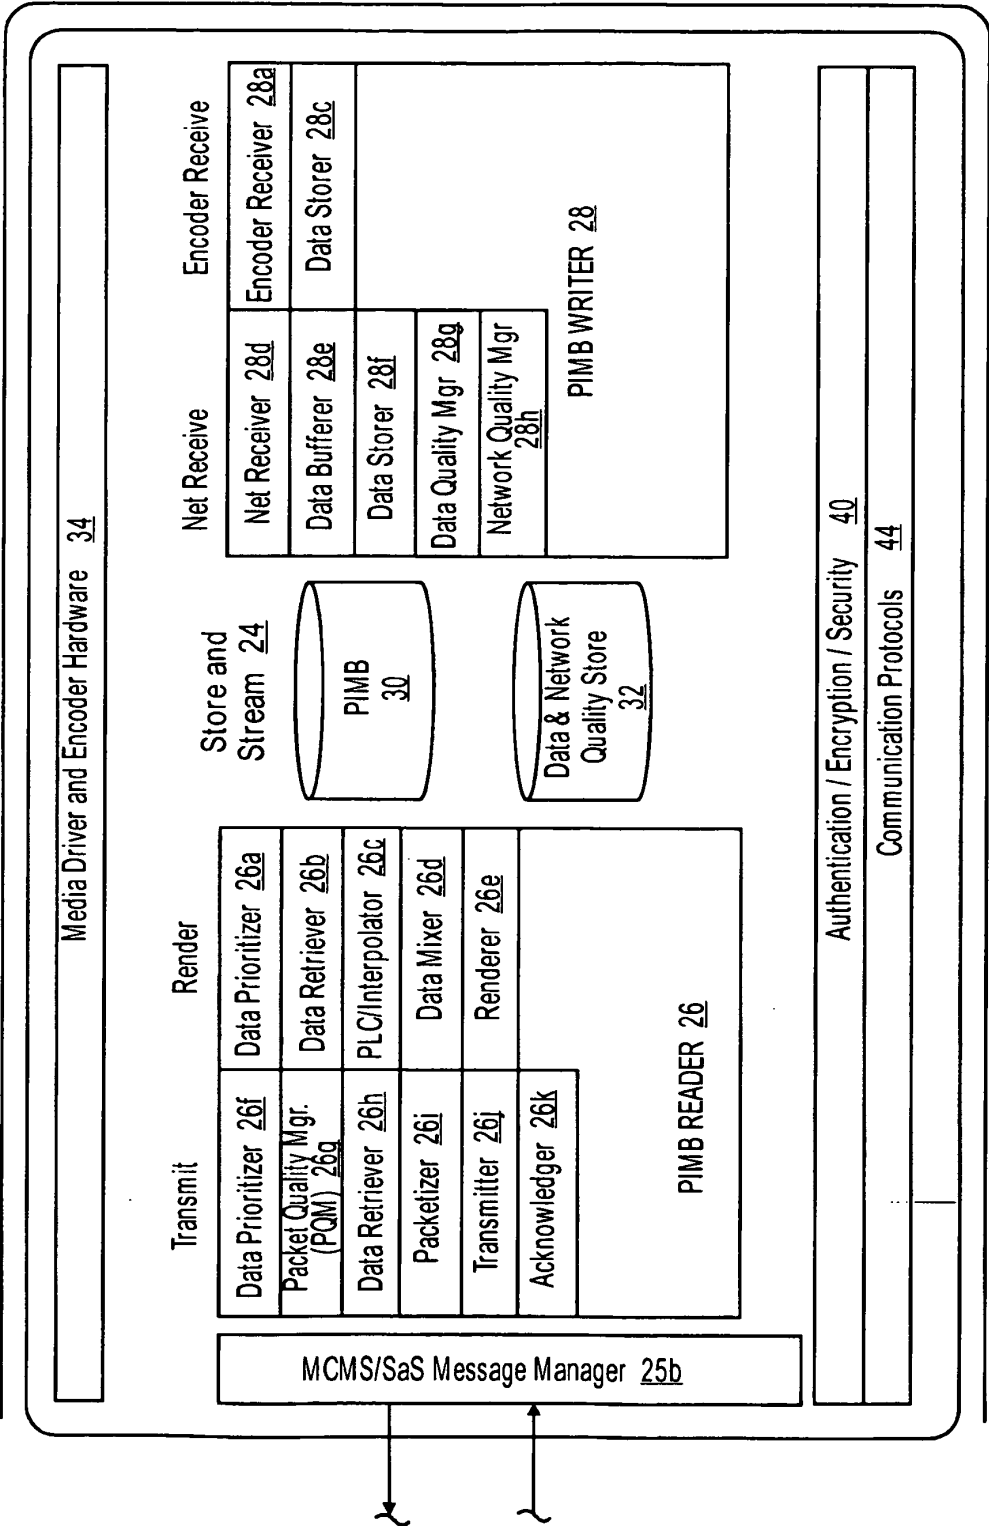 Media Driver and Encoder Hardware 34
Transmit
Render
Store and
Stream 24
Net Receive
Encoder Receive
MCMS/SaS Message Manager 25b
Data Prioritizer 26f
Packet Quality Mgr.
(PQM) 26g
Data Retriever 26h
Packetizer 26i
Transmitter 26j
Acknowledger 26k
Data Prioritizer 26a
Data Retriever 26b
PLC/Interpolator 26c
Data Mixer 26d
Renderer 26e
PIMB READER 26
PIMB
30
Data & Network
Quality Store
32
Net Receiver 28d
Data Bufferer 28e
Data Storer 28f
Data Quality Mgr 28g
Network Quality Mgr
28h
Encoder Receiver 28a
Data Storer 28c
PIMB WRITER 28
Authentication / Encryption / Security 40
Communication Protocols 44